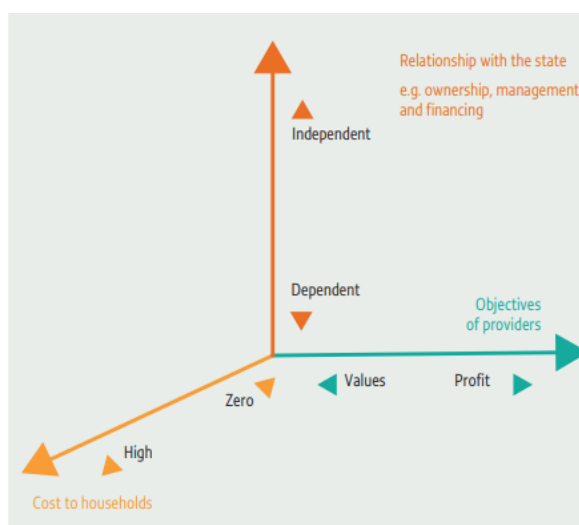 Relationship with the state
e.g. ownership, management
and financing
Independent
Dependent
Objectives
of providers
Values
Profit
Zero
High
Cost to households